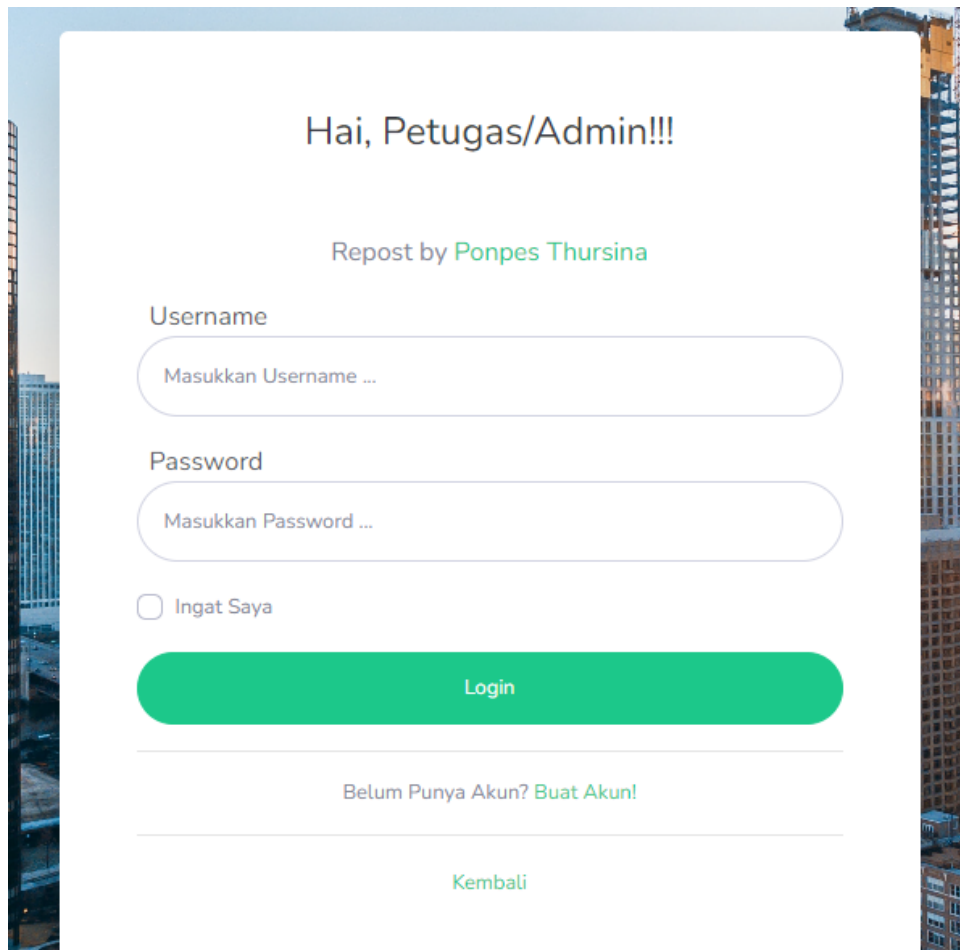 Hai, Petugas/Admin!!!
Repost by Ponpes Thursina
Username
Masukkan Username ...
Password
Masukkan Password ...
Ingat Saya
Login
Belum Punya Akun? Buat Akun!
Kembali